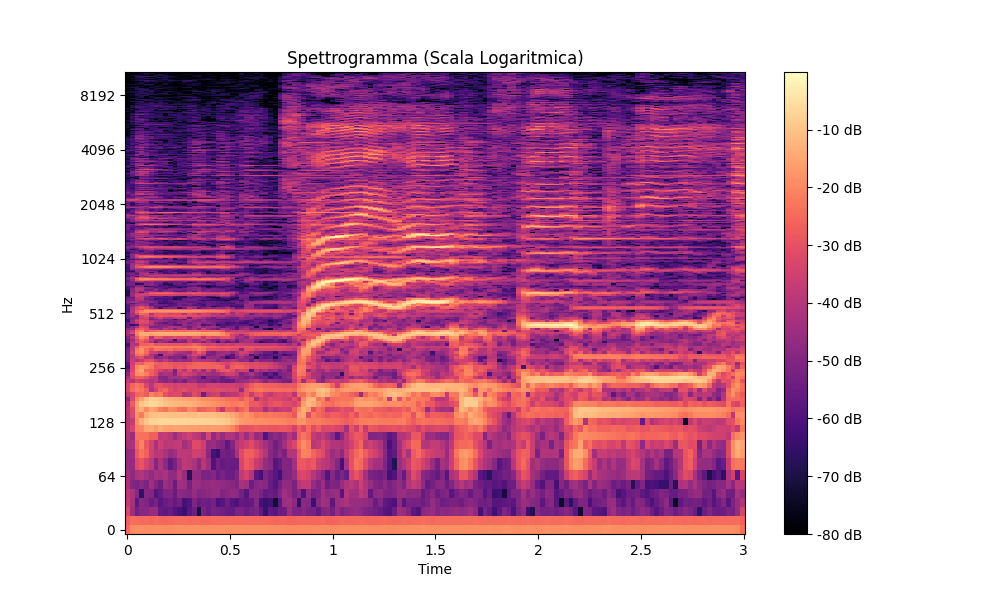 Spettrogramma (Scala Logaritmica)
Hz
8192
4096
2048
1024
512
256
128
64
0
0 0.5 1 1.5 2 2.5 3
Time
-10 dB
-20 dB
-30 dB
-40 dB
-50 dB
-60 dB
-70 dB
-80 dB